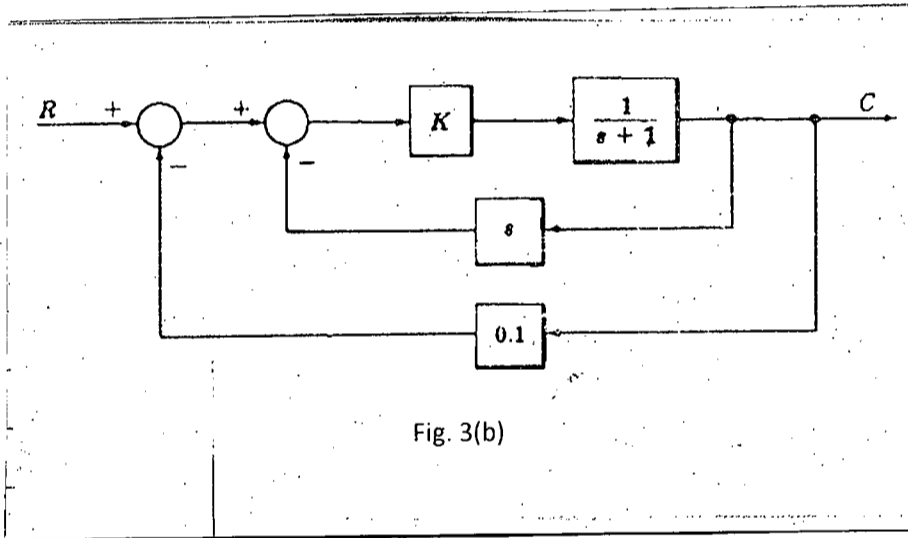 R + + K 1 C
s + 1
− −
s
0.1
Fig. 3(b)